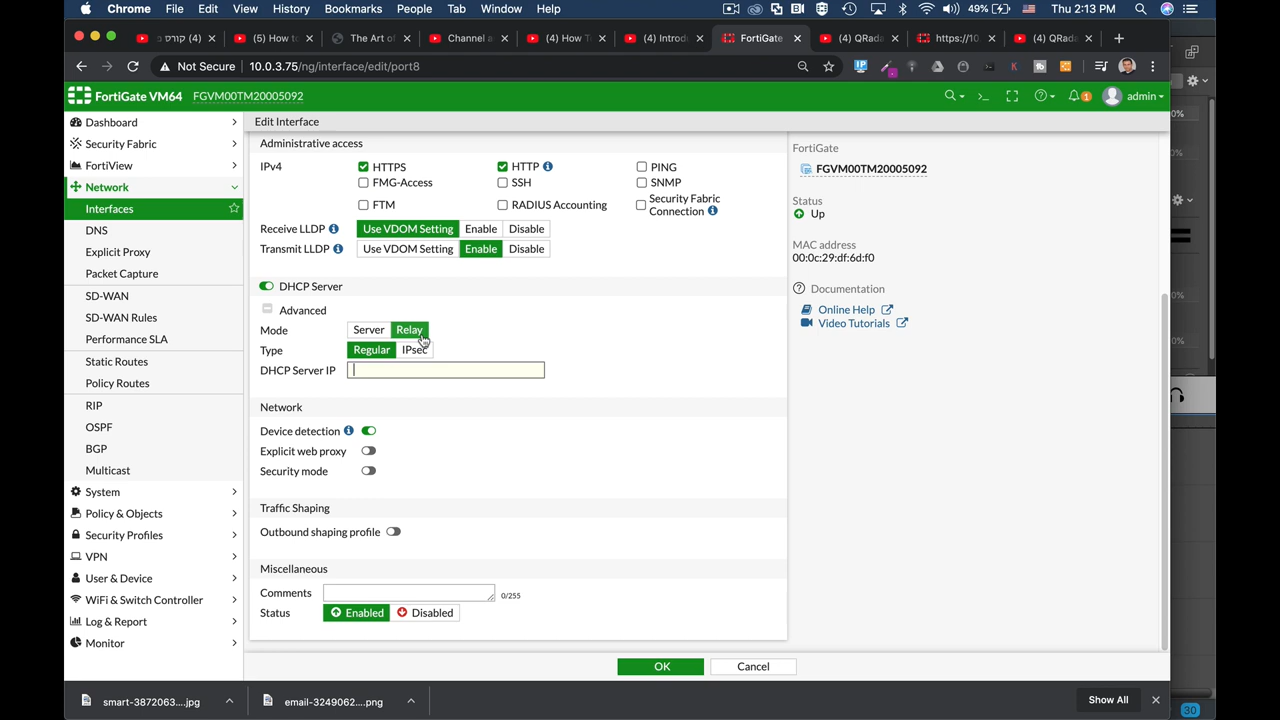 Chrome File Edit View History Bookmarks People Tab Window Help 49% Thu 2:13 PM
קורס מ (4) (5) How to The Art of Channel a (4) How T (4) Introd FortiGate (4) QRada https://10 (4) QRada
Not Secure 10.0.3.75/ng/interface/edit/port8
FortiGate VM64 FGVM00TM20005092 1 admin
Dashboard
Security Fabric
FortiView
Network
Interfaces
DNS
Explicit Proxy
Packet Capture
SD-WAN
SD-WAN Rules
Performance SLA
Static Routes
Policy Routes
RIP
OSPF
BGP
Multicast
System
Policy & Objects
Security Profiles
VPN
User & Device
WiFi & Switch Controller
Log & Report
Monitor
Edit Interface
Administrative access
IPv4 HTTPS HTTP PING
FMG-Access SSH SNMP
FTM RADIUS Accounting Security Fabric
Connection
Receive LLDP Use VDOM Setting Enable Disable
Transmit LLDP Use VDOM Setting Enable Disable
DHCP Server
Advanced
Mode Server Relay
Type Regular IPsec
DHCP Server IP
Network
Device detection
Explicit web proxy
Security mode
Traffic Shaping
Outbound shaping profile
Miscellaneous
Comments 0/255
Status Enabled Disabled
OK Cancel
FortiGate
FGVM00TM20005092
Status
Up
MAC address
00:0c:29:df:6d:f0
Documentation
Online Help
Video Tutorials
smart-3872063....jpg email-3249062....png Show All
30